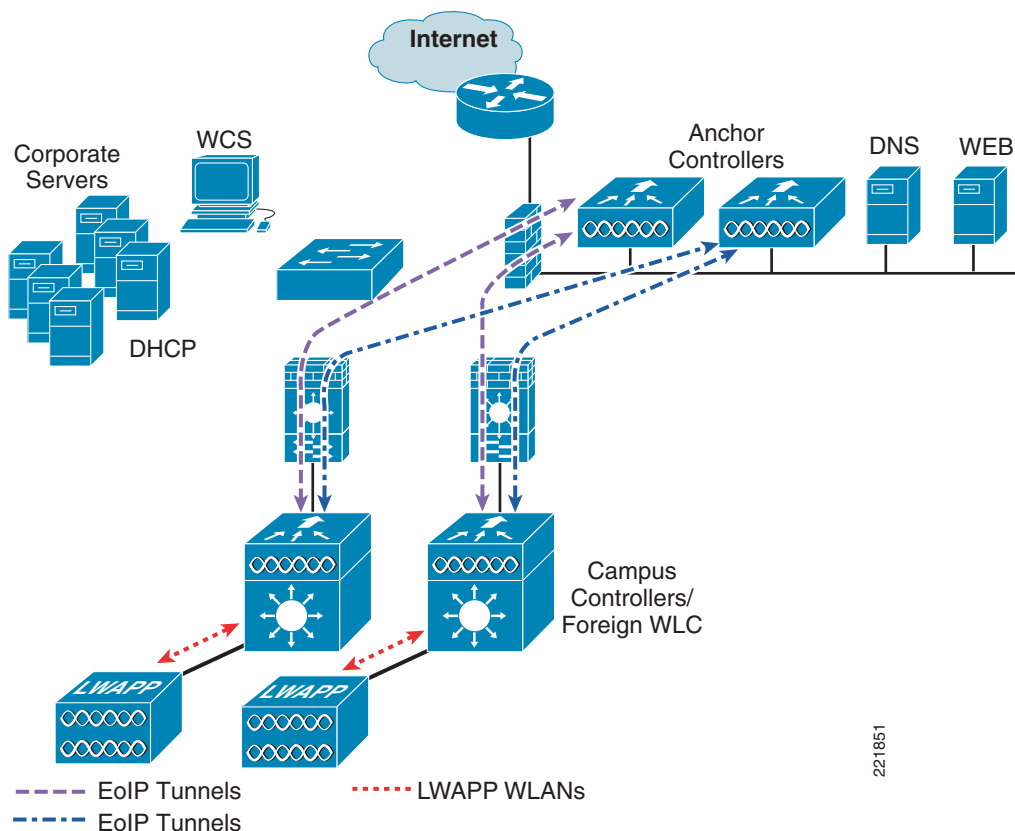 Internet
Corporate
Servers
WCS
Anchor
Controllers
DNS
WEB
DHCP
Campus
Controllers/
Foreign WLC
LWAPP
LWAPP
221851
EoIP Tunnels
LWAPP WLANs
EoIP Tunnels